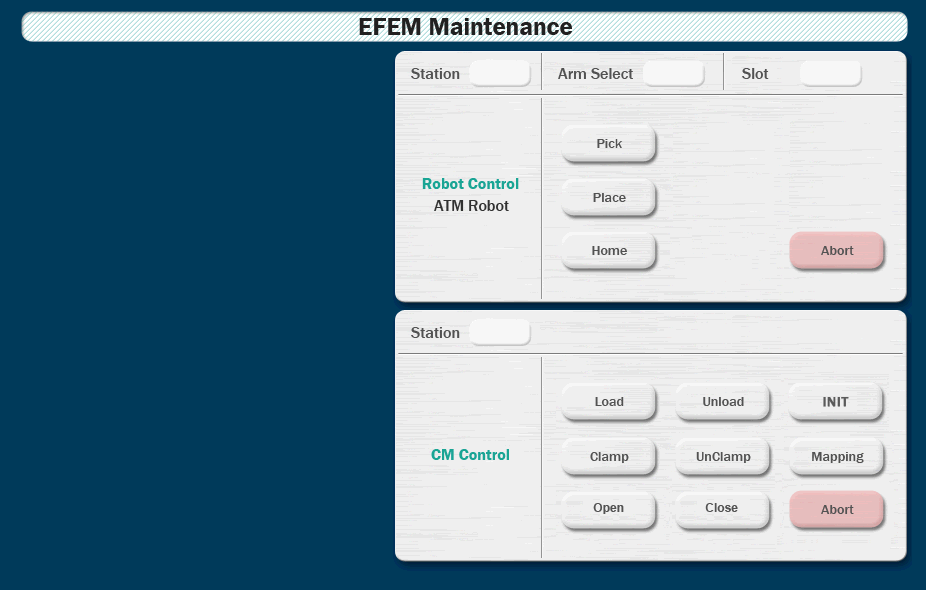 EFEM Maintenance
Station Arm Select Slot
Pick
Robot Control
ATM Robot
Place
Home Abort
Station
Load Unload INIT
CM Control
Clamp UnClamp Mapping
Open Close Abort